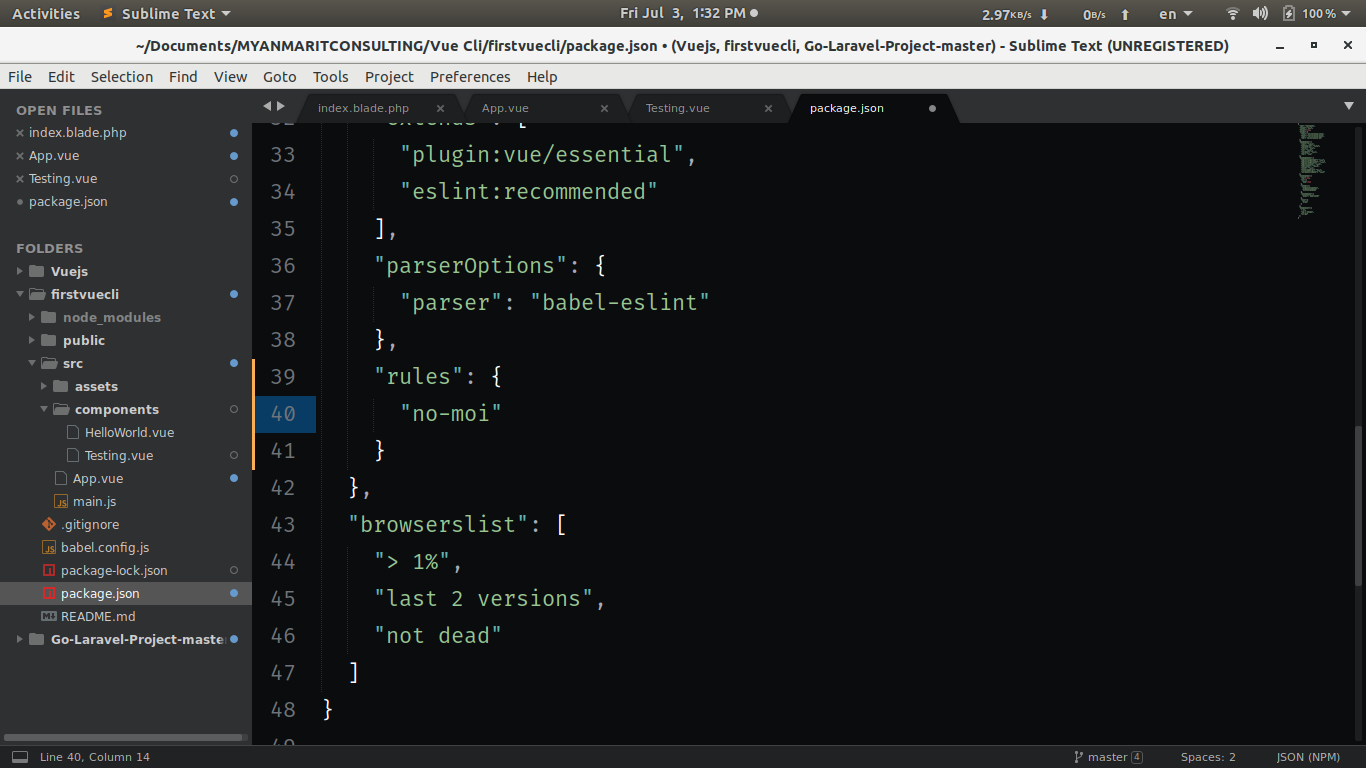 Activities Sublime Text Fri Jul 3, 1:32 PM 2.97KB/s 0B/s en 100 %
~/Documents/MYANMARITCONSULTING/Vue Cli/firstvuecli/package.json • (Vuejs, firstvuecli, Go-Laravel-Project-master) - Sublime Text (UNREGISTERED)
File Edit Selection Find View Goto Tools Project Preferences Help
OPEN FILES
index.blade.php
App.vue
Testing.vue
package.json
FOLDERS
Vuejs
firstvuecli
node_modules
public
src
assets
components
HelloWorld.vue
Testing.vue
App.vue
main.js
.gitignore
babel.config.js
package-lock.json
package.json
README.md
Go-Laravel-Project-maste
index.blade.php App.vue Testing.vue package.json
33 "plugin:vue/essential",
34 "eslint:recommended"
35 ],
36 "parserOptions": {
37 "parser": "babel-eslint"
38 },
39 "rules": {
40 "no-moi"
41 }
42 },
43 "browserslist": [
44 "> 1%",
45 "last 2 versions",
46 "not dead"
47 ]
48 }
Line 40, Column 14 master 4 Spaces: 2 JSON (NPM)